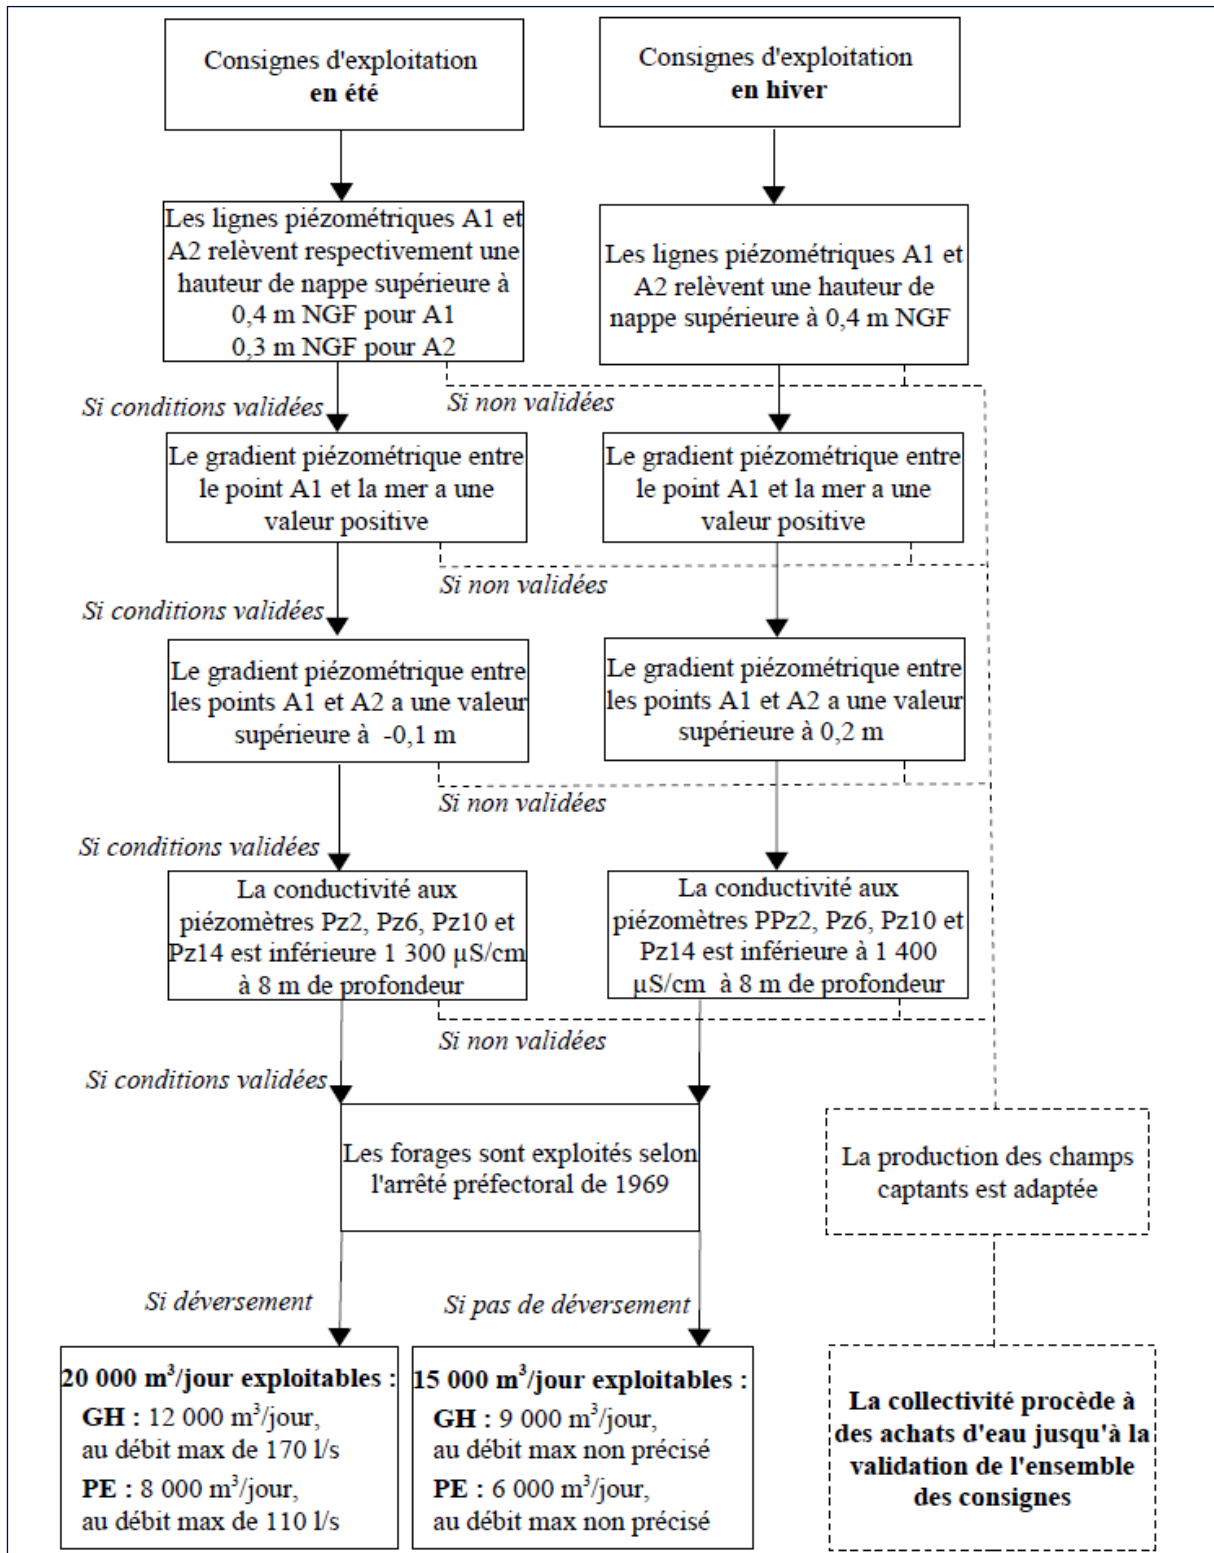 Consignes d'exploitation
en été
Consignes d'exploitation
en hiver
Les lignes piézométriques A1 et
A2 relèvent respectivement une
hauteur de nappe supérieure à
0,4 m NGF pour A1
0,3 m NGF pour A2
Les lignes piézométriques A1 et
A2 relèvent une hauteur de
nappe supérieure à 0,4 m NGF
Si conditions validées
Si non validées
Le gradient piézométrique entre
le point A1 et la mer a une
valeur positive
Le gradient piézométrique entre
le point A1 et la mer a une
valeur positive
Si conditions validées
Si non validées
Le gradient piézométrique entre
les points A1 et A2 a une valeur
supérieure à -0,1 m
Le gradient piézométrique entre
les points A1 et A2 a une valeur
supérieure à 0,2 m
Si conditions validées
Si non validées
La conductivité aux
piézomètres Pz2, Pz6, Pz10 et
Pz14 est inférieure 1 300 µS/cm
à 8 m de profondeur
La conductivité aux
piézomètres PPz2, Pz6, Pz10 et
Pz14 est inférieure à 1 400
µS/cm à 8 m de profondeur
Si conditions validées
Si non validées
Les forages sont exploités selon
l'arrêté préfectoral de 1969
La production des champs
captants est adaptée
Si déversement
Si pas de déversement
20 000 m³/jour exploitables :
GH : 12 000 m³/jour,
au débit max de 170 l/s
PE : 8 000 m³/jour,
au débit max de 110 l/s
15 000 m³/jour exploitables :
GH : 9 000 m³/jour,
au débit max non précisé
PE : 6 000 m³/jour,
au débit max non précisé
La collectivité procède à
des achats d'eau jusqu'à la
validation de l'ensemble
des consignes